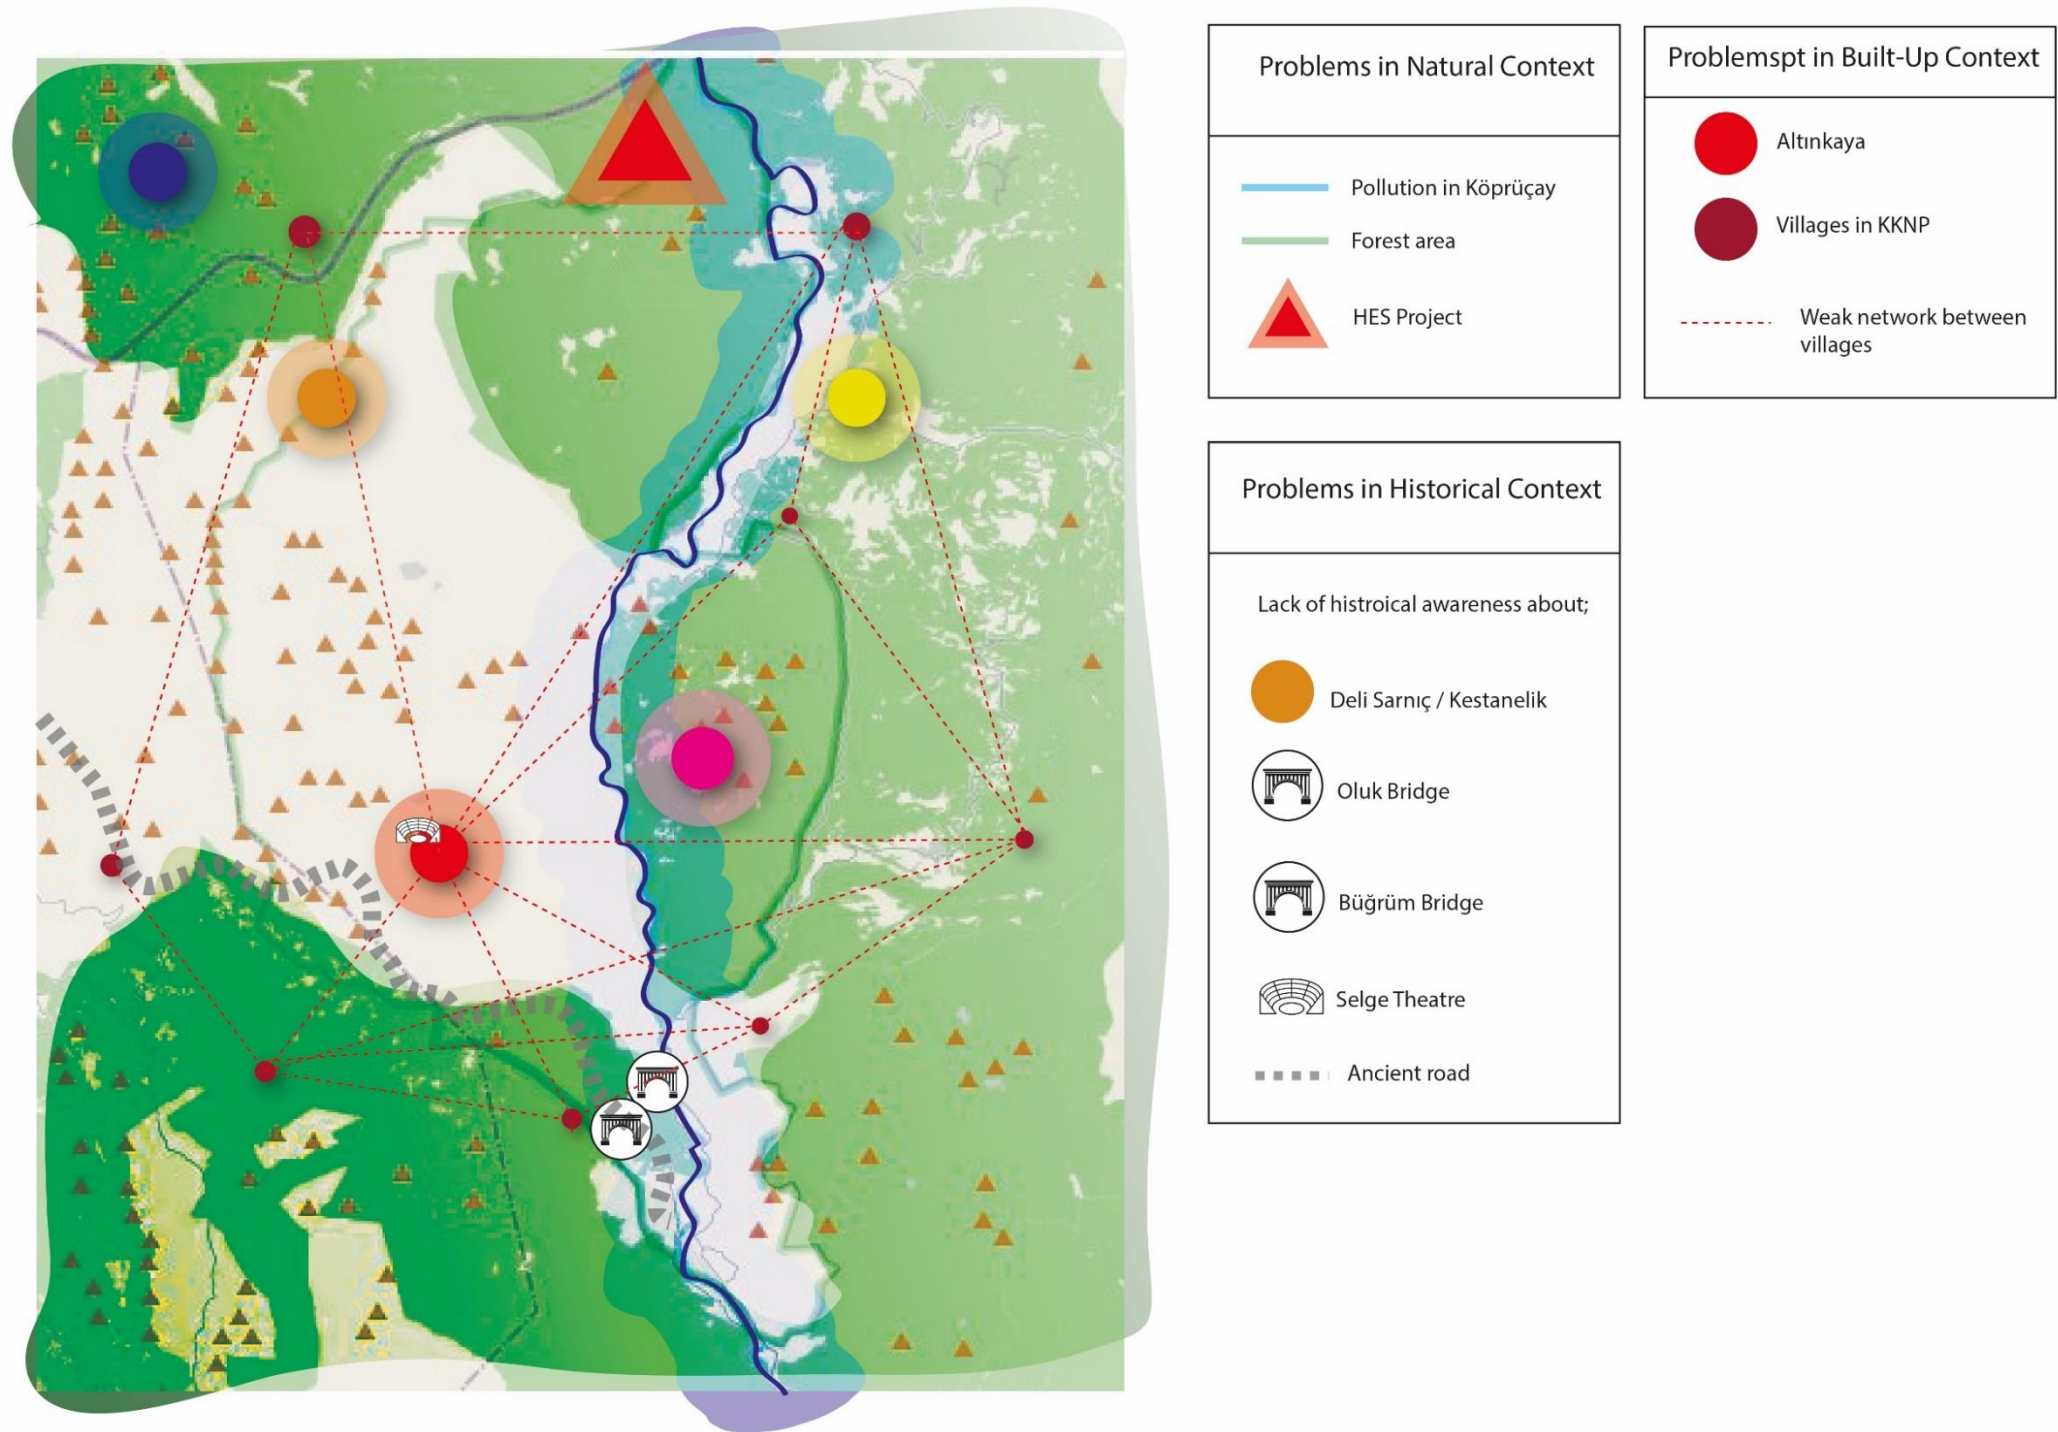 Problems in Natural Context
Pollution in Köprüçay
Forest area
HES Project
Problemspt in Built-Up Context
Altınkaya
Villages in KKNP
Weak network between
villages
Problems in Historical Context
Lack of histroical awareness about;
Deli Sarnıç / Kestanelik
Oluk Bridge
Büğrüm Bridge
Selge Theatre
Ancient road